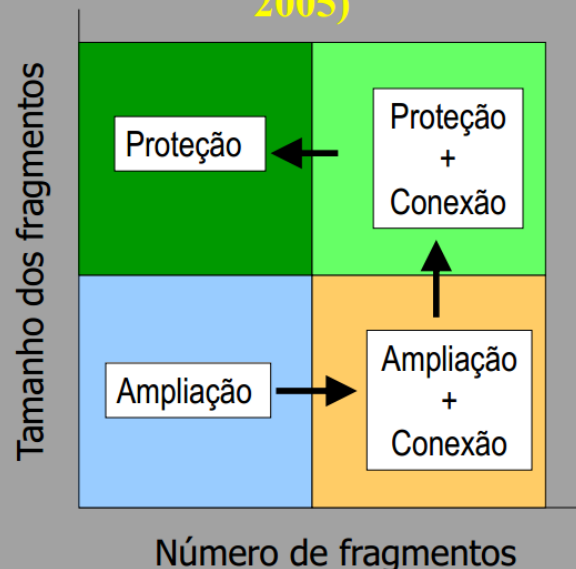 2005)
Tamanho dos fragmentos
Proteção
Proteção
+
Conexão
Ampliação
Ampliação
+
Conexão
Número de fragmentos